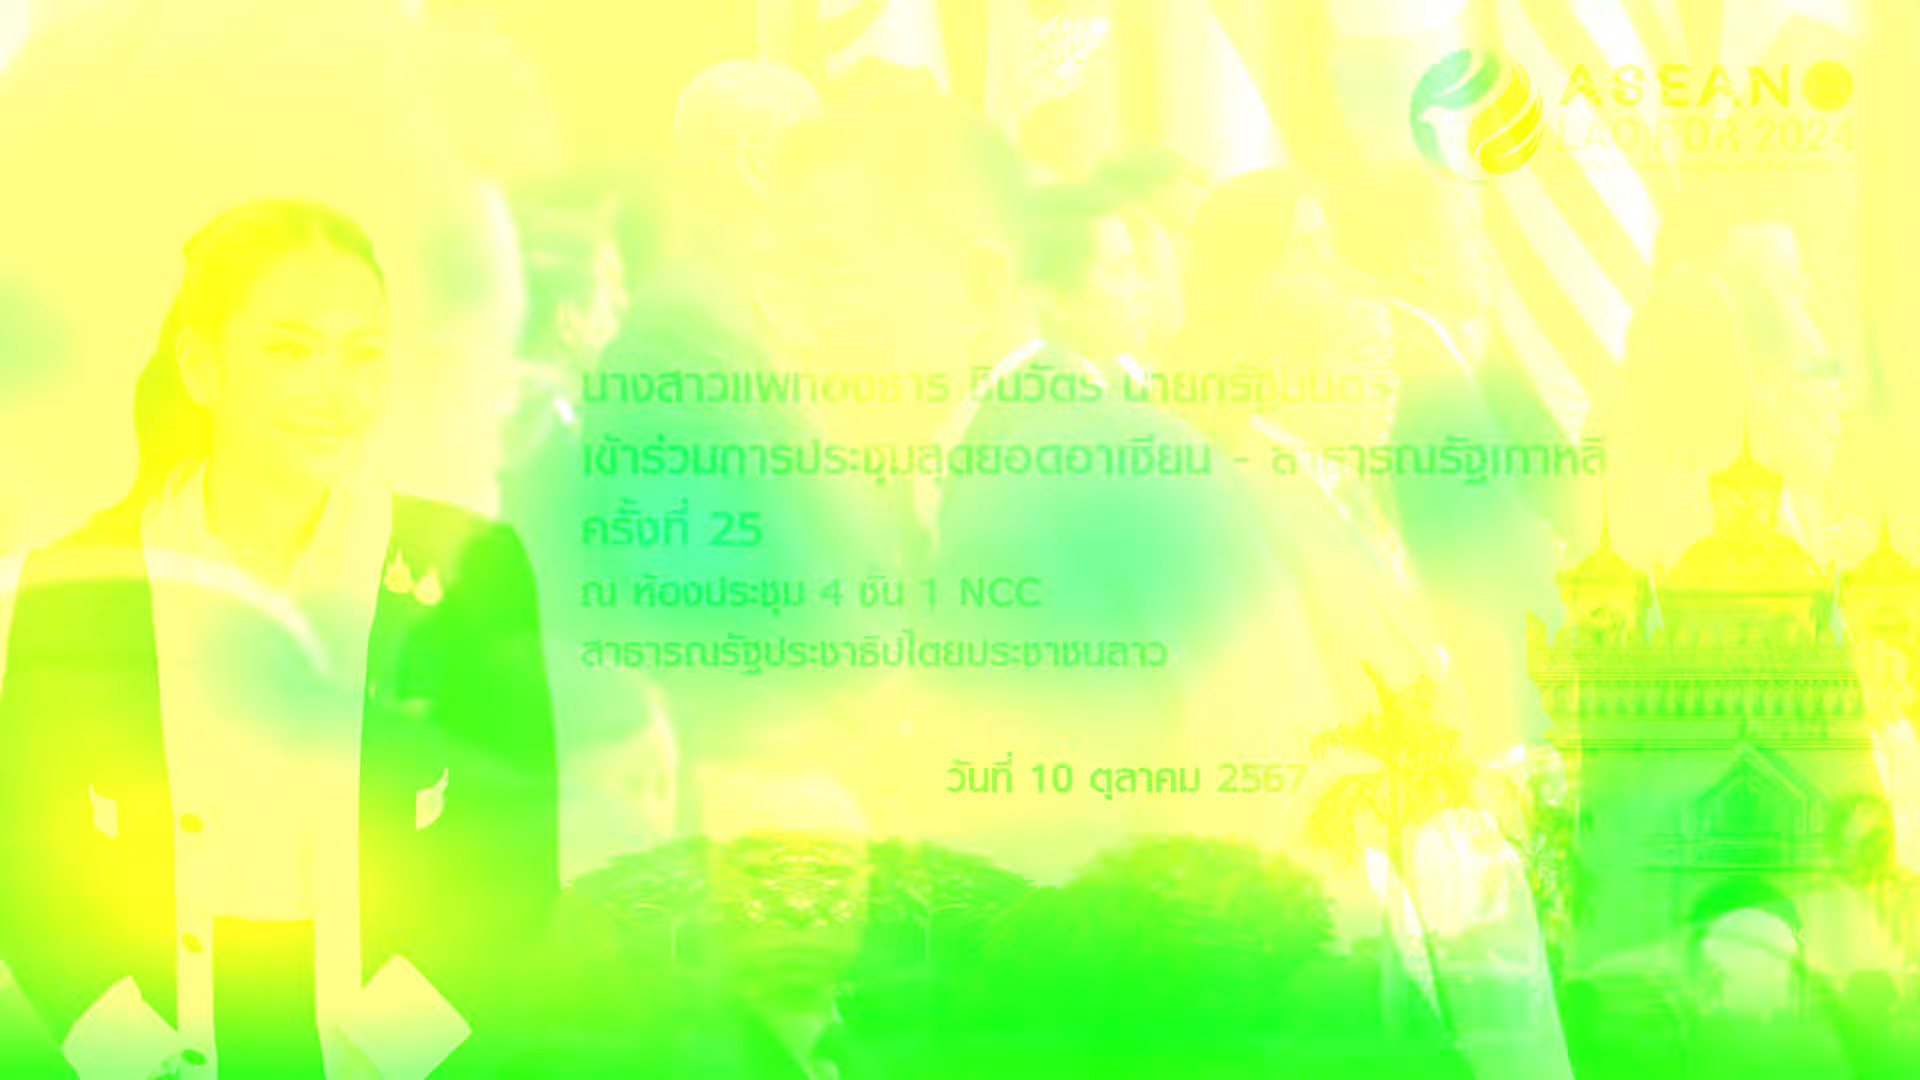 ASEAN
LAO PDR 2024
นางสาวแพทองธาร ชินวัตร นายกรัฐมนตรี
เข้าร่วมการประชุมสุดยอดอาเซียน - สาธารณรัฐเกาหลี
ครั้งที่ 25
ณ ห้องประชุม 4 ชั้น 1 NCC
สาธารณรัฐประชาธิปไตยประชาชนลาว
วันที่ 10 ตุลาคม 2567